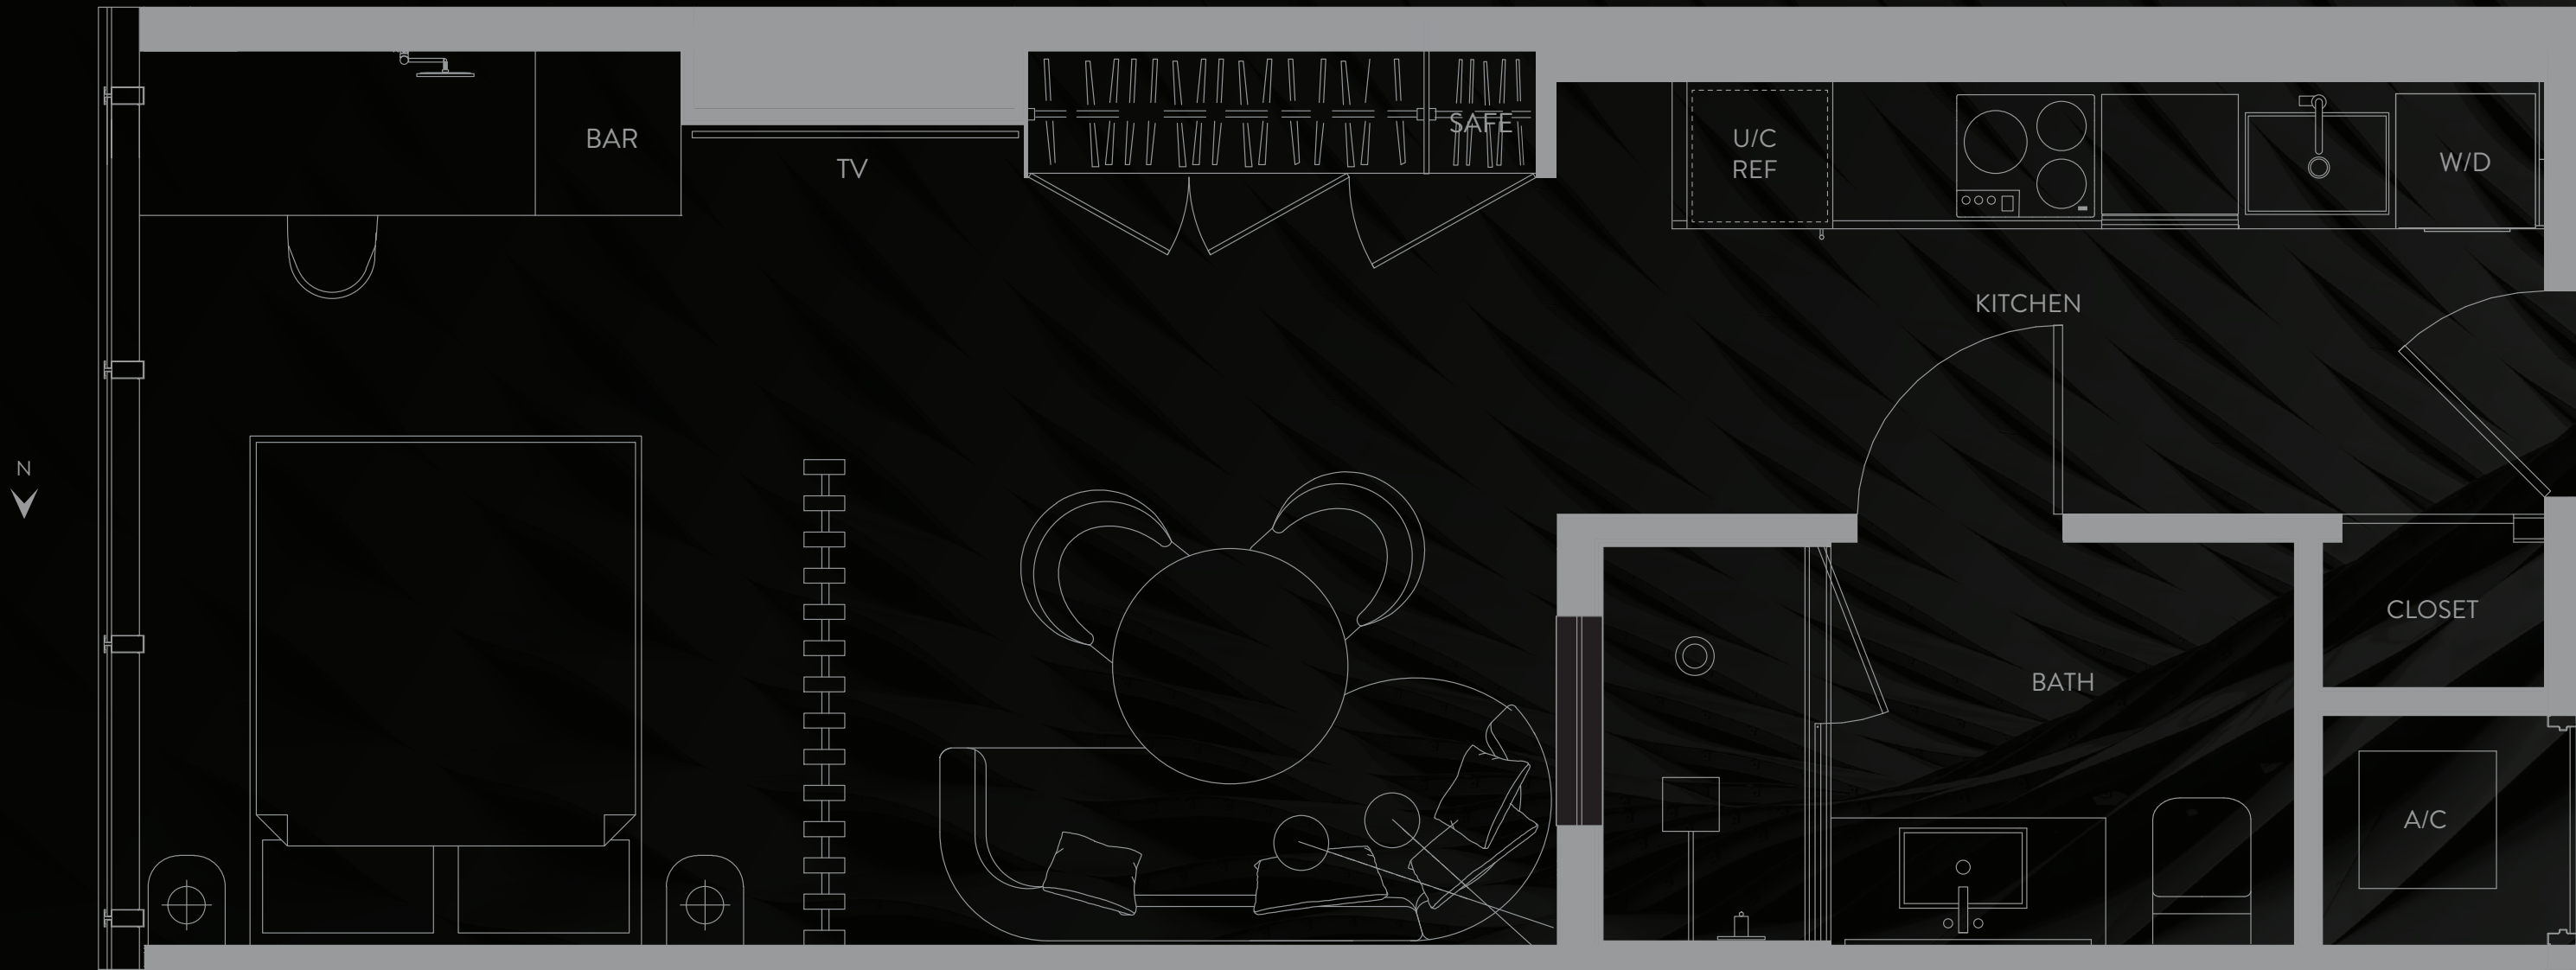 BAR
TV
SAFE
U/C
REF
W/D
KITCHEN
N
CLOSET
BATH
A/C